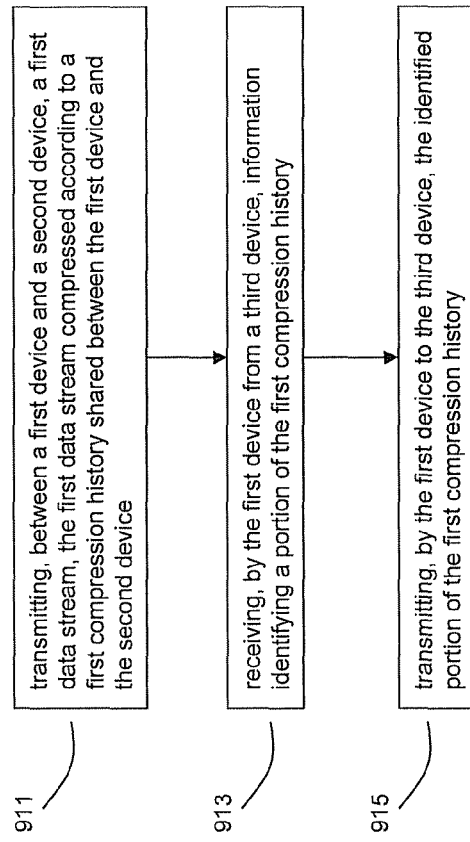 911
transmitting, between a first device and a second device, a first
data stream, the first data stream compressed according to a
first compression history shared between the first device and
the second device
913
receiving, by the first device from a third device, information
identifying a portion of the first compression history
915
transmitting, by the first device to the third device, the identified
portion of the first compression history